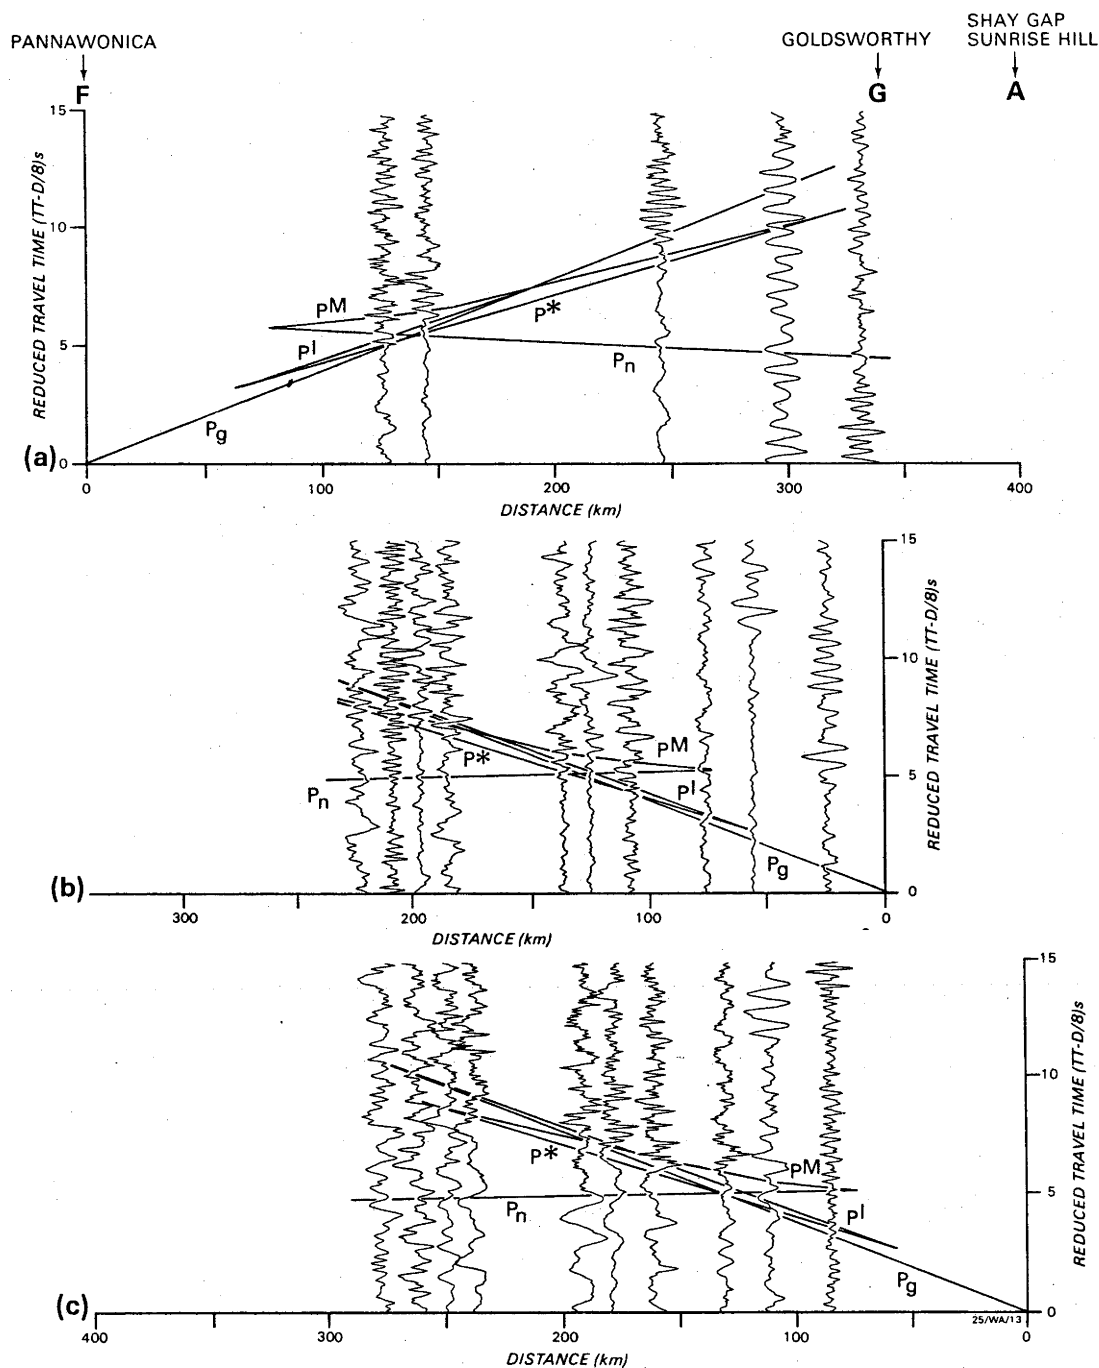 SHAY GAP
PANNAWONICA GOLDSWORTHY SUNRISE HILL
F G A
15
10
5
0
REDUCED TRAVEL TIME (TT-D/8)s
PM
P*
PI
Pn
Pg
(a)
0 100 200 300 400
DISTANCE (km)
15
10
5
0
REDUCED TRAVEL TIME (TT-D/8)s
PM
P*
PI
Pn
Pg
(b)
300 200 100 0
DISTANCE (km)
15
10
5
0
REDUCED TRAVEL TIME (TT-D/8)s
P*
PM
Pn
PI
Pg
(c)
25/WA/13
400 300 200 100 0
DISTANCE (km)